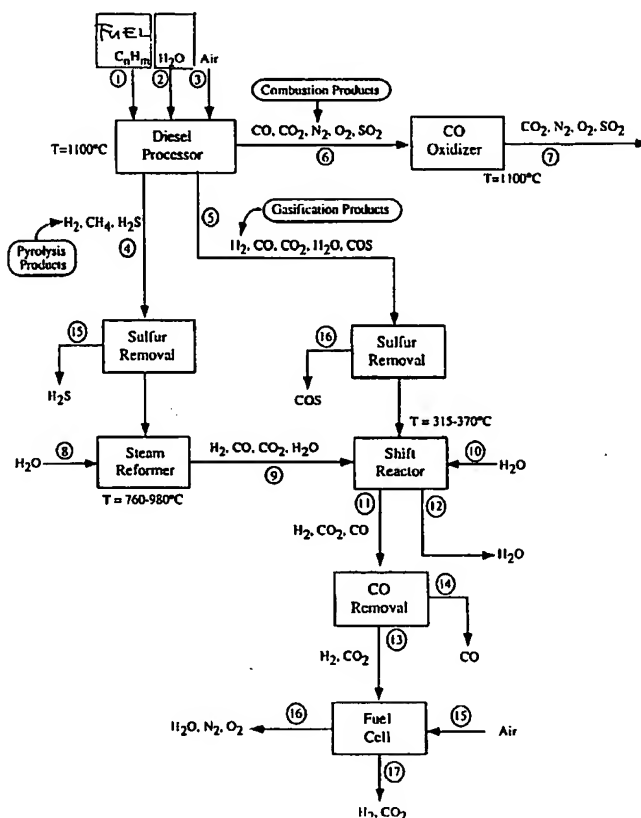 FUEL
CnHm
H2O
Air
1
2
3
Combustion Products
T=1100°C
Diesel
Processor
CO, CO2, N2, O2, SO2
6
CO
Oxidizer
CO2, N2, O2, SO2
7
T=1100°C
H2, CH4, H2S
4
5
Gasification Products
H2, CO, CO2, H2O, COS
Pyrolysis
Products
15
Sulfur
Removal
H2S
16
Sulfur
Removal
COS
T = 315-370°C
H2O
8
Steam
Reformer
H2, CO, CO2, H2O
9
Shift
Reactor
10
H2O
T = 760-980°C
11
12
H2, CO2, CO
H2O
CO
Removal
14
13
H2, CO2
CO
H2O, N2, O2
16
Fuel
Cell
15
Air
17
H2, CO2